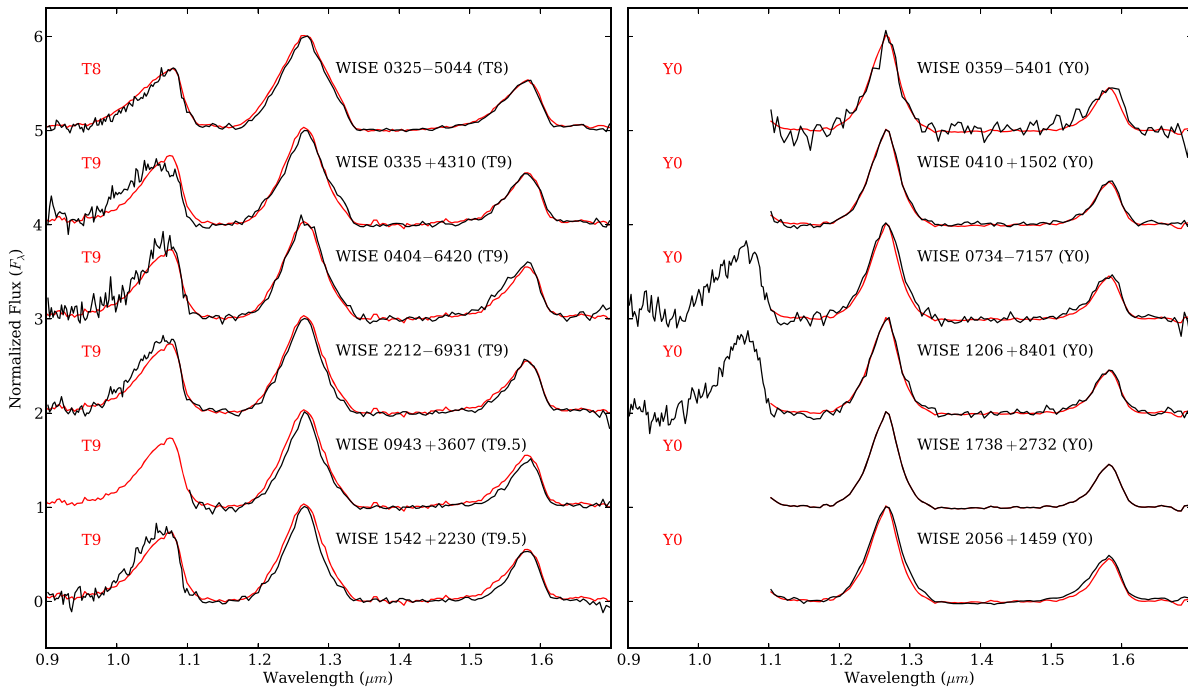 6
5
4
3
2
1
0
Normalized Flux (Fλ)
T8
WISE 0325−5044 (T8)
T9
WISE 0335+4310 (T9)
T9
WISE 0404−6420 (T9)
T9
WISE 2212−6931 (T9)
T9
WISE 0943+3607 (T9.5)
T9
WISE 1542+2230 (T9.5)
0.9 1.0 1.1 1.2 1.3 1.4 1.5 1.6
Wavelength (μm)
Y0
WISE 0359−5401 (Y0)
Y0
WISE 0410+1502 (Y0)
Y0
WISE 0734−7157 (Y0)
Y0
WISE 1206+8401 (Y0)
Y0
WISE 1738+2732 (Y0)
Y0
WISE 2056+1459 (Y0)
0.9 1.0 1.1 1.2 1.3 1.4 1.5 1.6
Wavelength (μm)